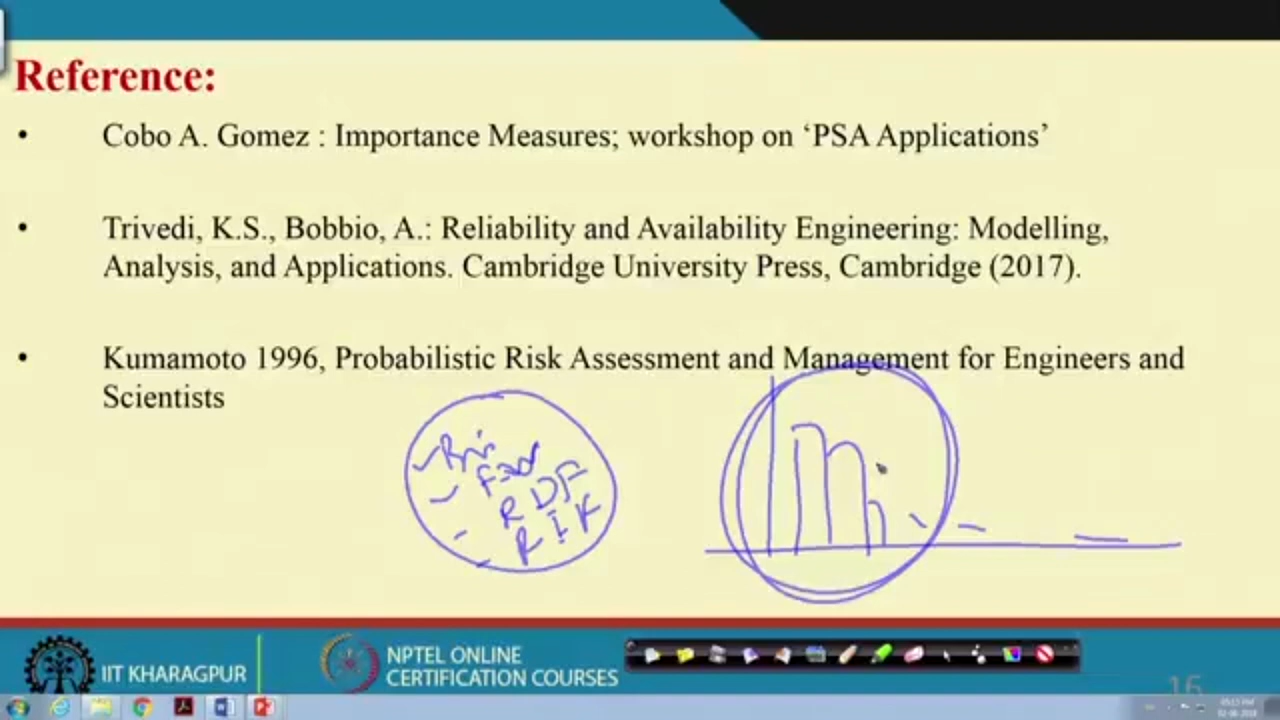 Reference:
• Cobo A. Gomez : Importance Measures; workshop on ‘PSA Applications’
• Trivedi, K.S., Bobbio, A.: Reliability and Availability Engineering: Modelling,
Analysis, and Applications. Cambridge University Press, Cambridge (2017).
• Kumamoto 1996, Probabilistic Risk Assessment and Management for Engineers and
Scientists
RDF
IIT KHARAGPUR
NPTEL ONLINE
CERTIFICATION COURSES
16